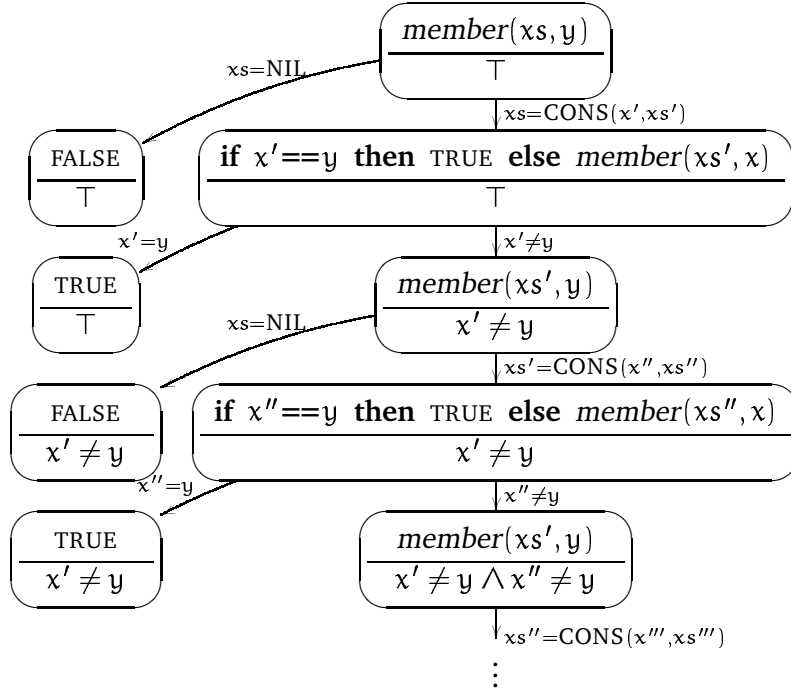 member(xs, y)
⊤
xs=NIL
xs=CONS(x′,xs′)
FALSE
⊤
if x′==y then TRUE else member(xs′, x)
⊤
x′=y
x′≠y
TRUE
⊤
member(xs′, y)
x′ ≠ y
xs=NIL
xs′=CONS(x″,xs″)
FALSE
x′ ≠ y
if x″==y then TRUE else member(xs″, x)
x′ ≠ y
x″=y
x″≠y
TRUE
x′ ≠ y
member(xs′, y)
x′ ≠ y ∧ x″ ≠ y
xs″=CONS(x‴,xs‴)
⋮